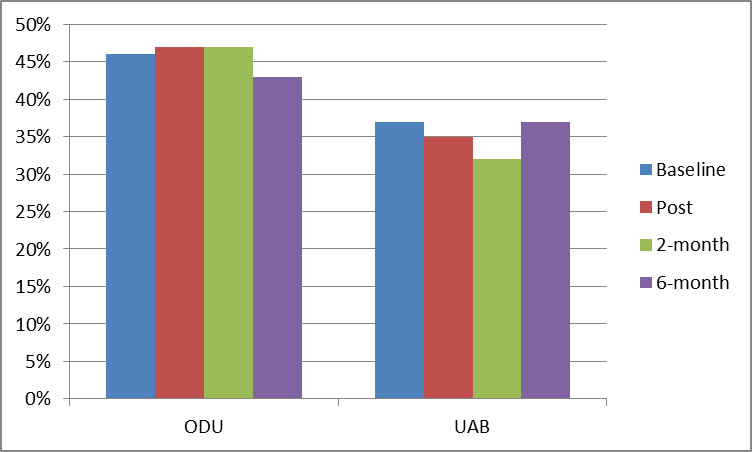 50%
45%
40%
35%
30%
25%
20%
15%
10%
5%
0%
ODU
UAB
Baseline
Post
2-month
6-month